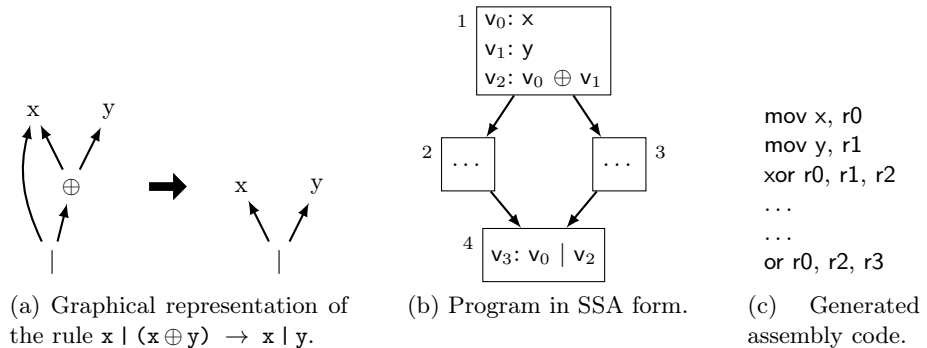 x
y
⊕
|
x
y
|
(a) Graphical representation of
the rule x | (x ⊕ y) → x | y.
1
v₀: x
v₁: y
v₂: v₀ ⊕ v₁
2
...
...
3
4
v₃: v₀ | v₂
(b) Program in SSA form.
mov x, r0
mov y, r1
xor r0, r1, r2
...
...
or r0, r2, r3
(c) Generated
assembly code.